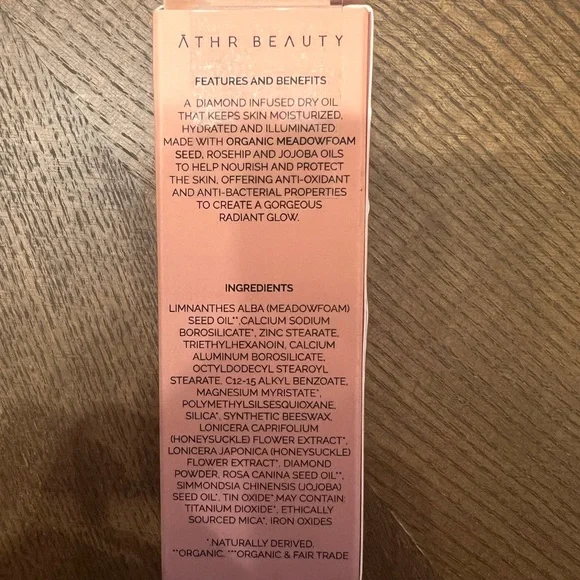 ĀTHR BEAUTY
FEATURES AND BENEFITS
A DIAMOND INFUSED DRY OIL
THAT KEEPS SKIN MOISTURIZED,
HYDRATED AND ILLUMINATED.
MADE WITH ORGANIC MEADOWFOAM
SEED, ROSEHIP AND JOJOBA OILS
TO HELP NOURISH AND PROTECT
THE SKIN, OFFERING ANTI-OXIDANT
AND ANTI-BACTERIAL PROPERTIES
TO CREATE A GORGEOUS
RADIANT GLOW.
INGREDIENTS
LIMNANTHES ALBA (MEADOWFOAM)
SEED OIL**,CALCIUM SODIUM
BOROSILICATE*, ZINC STEARATE,
TRIETHYLHEXANOIN, CALCIUM
ALUMINUM BOROSILICATE,
OCTYLDODECYL STEAROYL
STEARATE, C12-15 ALKYL BENZOATE,
MAGNESIUM MYRISTATE*,
POLYMETHYLSILSESQUIOXANE,
SILICA*, SYNTHETIC BEESWAX,
LONICERA CAPRIFOLIUM
(HONEYSUCKLE) FLOWER EXTRACT*,
LONICERA JAPONICA (HONEYSUCKLE)
FLOWER EXTRACT*, DIAMOND
POWDER, ROSA CANINA SEED OIL**,
SIMMONDSIA CHINENSIS (JOJOBA)
SEED OIL*, TIN OXIDE*.MAY CONTAIN:
TITANIUM DIOXIDE*, ETHICALLY
SOURCED MICA*, IRON OXIDES
*.NATURALLY DERIVED.
**ORGANIC, ***ORGANIC & FAIR TRADE